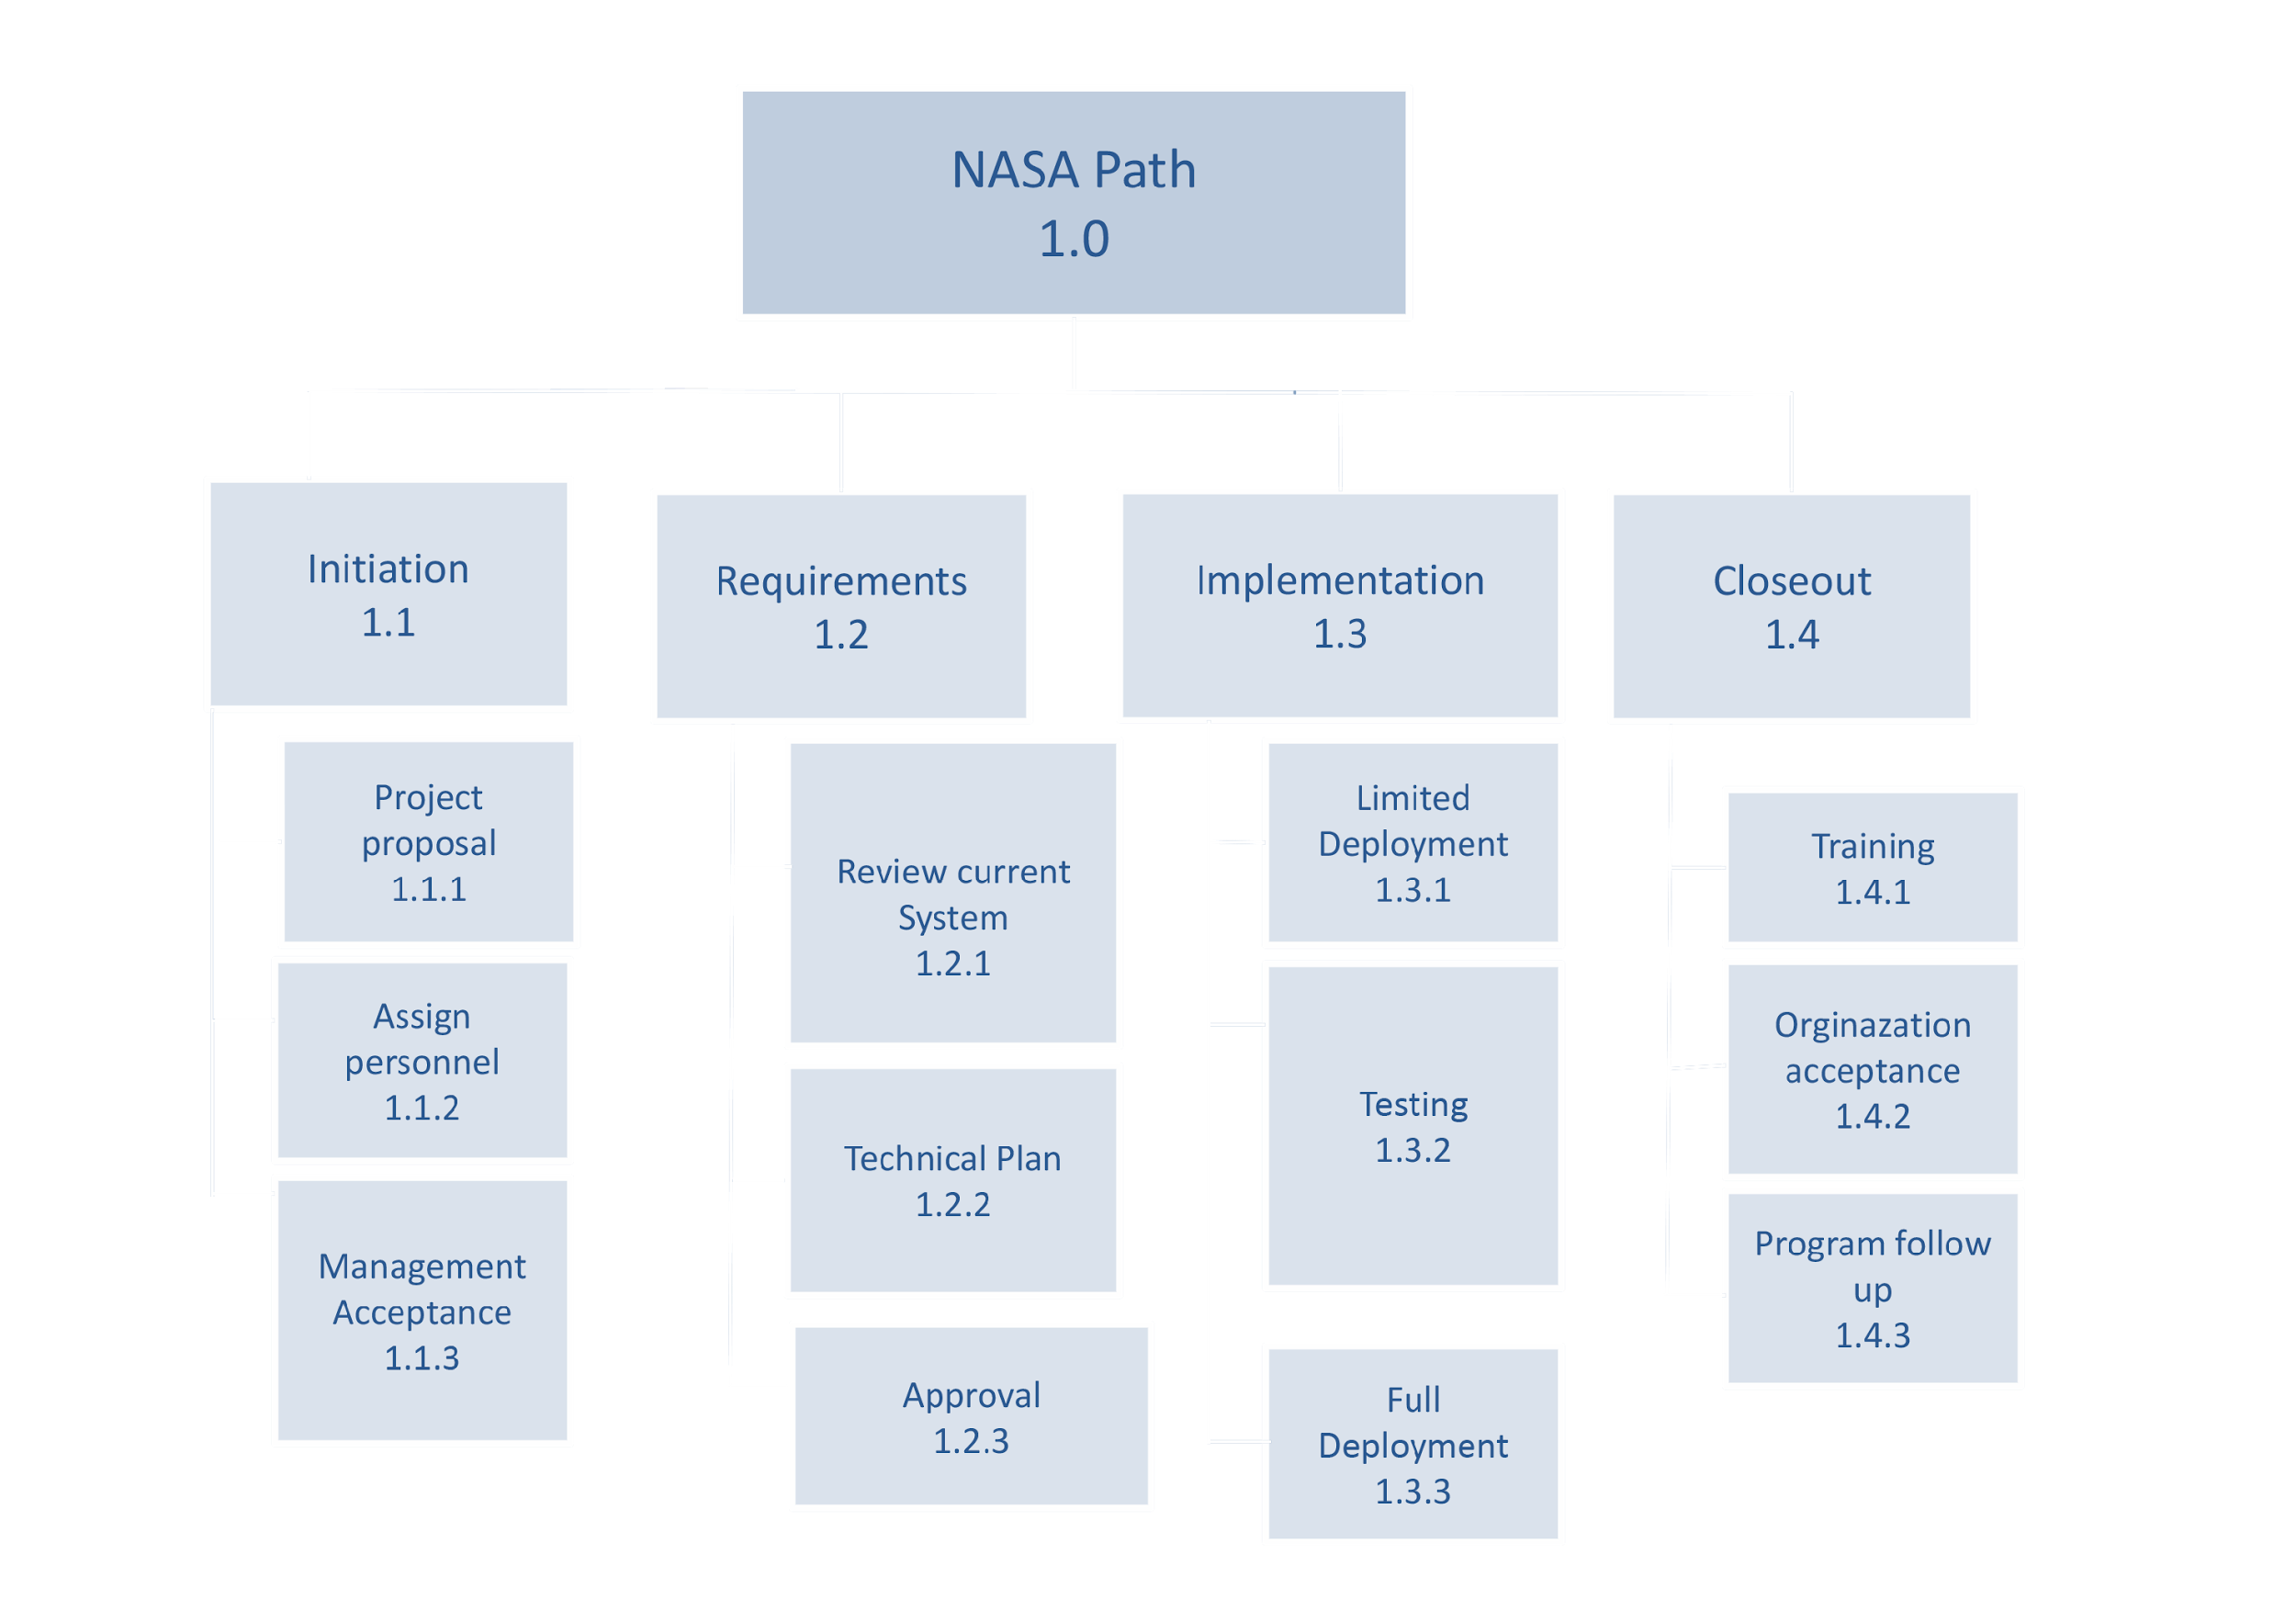 NASA Path
1.0
Initiation
1.1
Project
proposal
1.1.1
Assign
personnel
1.1.2
Management
Acceptance
1.1.3
Requirements
1.2
Review current
System
1.2.1
Technical Plan
1.2.2
Approval
1.2.3
Implementation
1.3
Limited
Deployment
1.3.1
Testing
1.3.2
Full
Deployment
1.3.3
Closeout
1.4
Training
1.4.1
Orginazation
acceptance
1.4.2
Program follow
up
1.4.3